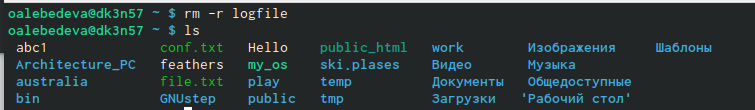 oalebedeva@dk3n57 ~ $ rm -r logfile
oalebedeva@dk3n57 ~ $ ls
abc1 conf.txt Hello public_html work Изображения Шаблоны
Architecture_PC feathers my_os ski.plases Видео Музыка
australia file.txt play temp Документы Общедоступные
bin GNUstep public tmp Загрузки 'Рабочий стол'